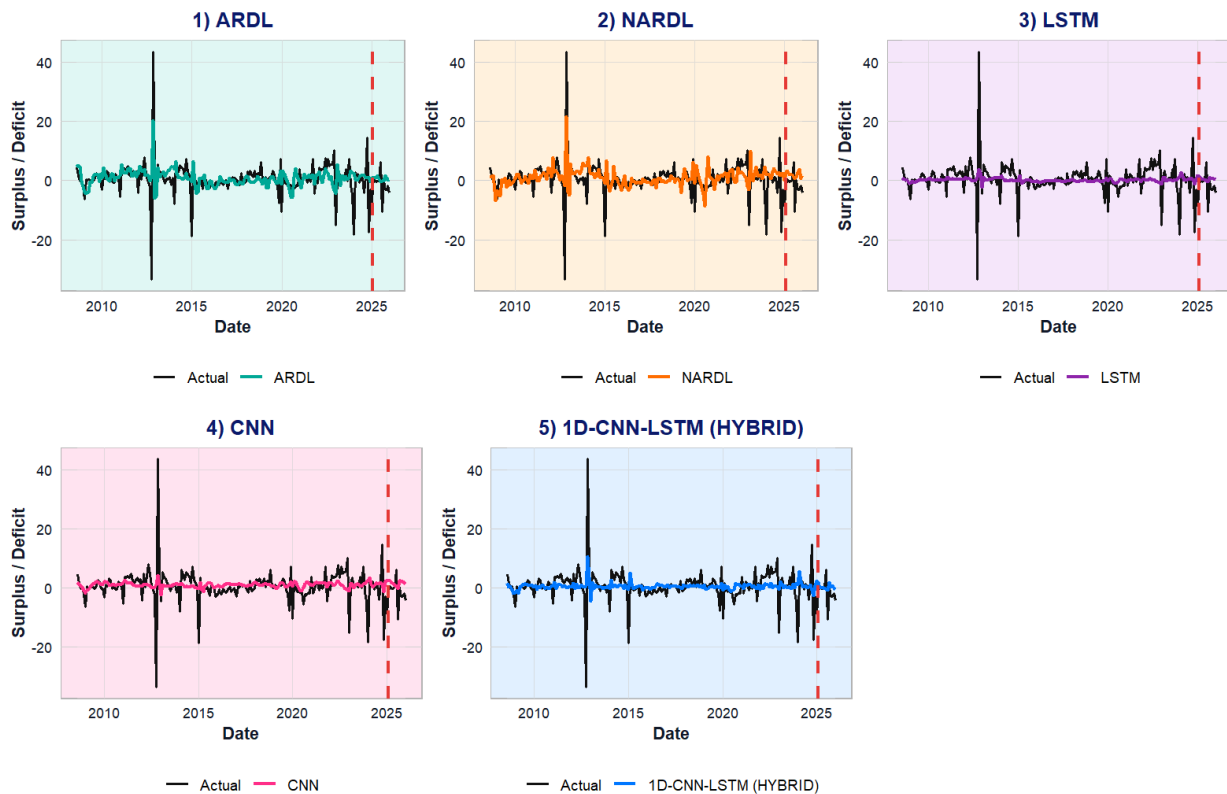 1) ARDL
2) NARDL
3) LSTM
Surplus / Deficit
40
20
0
-20
2010
2015
2020
2025
Date
Actual
ARDL
Surplus / Deficit
40
20
0
-20
2010
2015
2020
2025
Date
Actual
NARDL
Surplus / Deficit
40
20
0
-20
2010
2015
2020
2025
Date
Actual
LSTM
4) CNN
5) 1D-CNN-LSTM (HYBRID)
Surplus / Deficit
40
20
0
-20
2010
2015
2020
2025
Date
Actual
CNN
Surplus / Deficit
40
20
0
-20
2010
2015
2020
2025
Date
Actual
1D-CNN-LSTM (HYBRID)